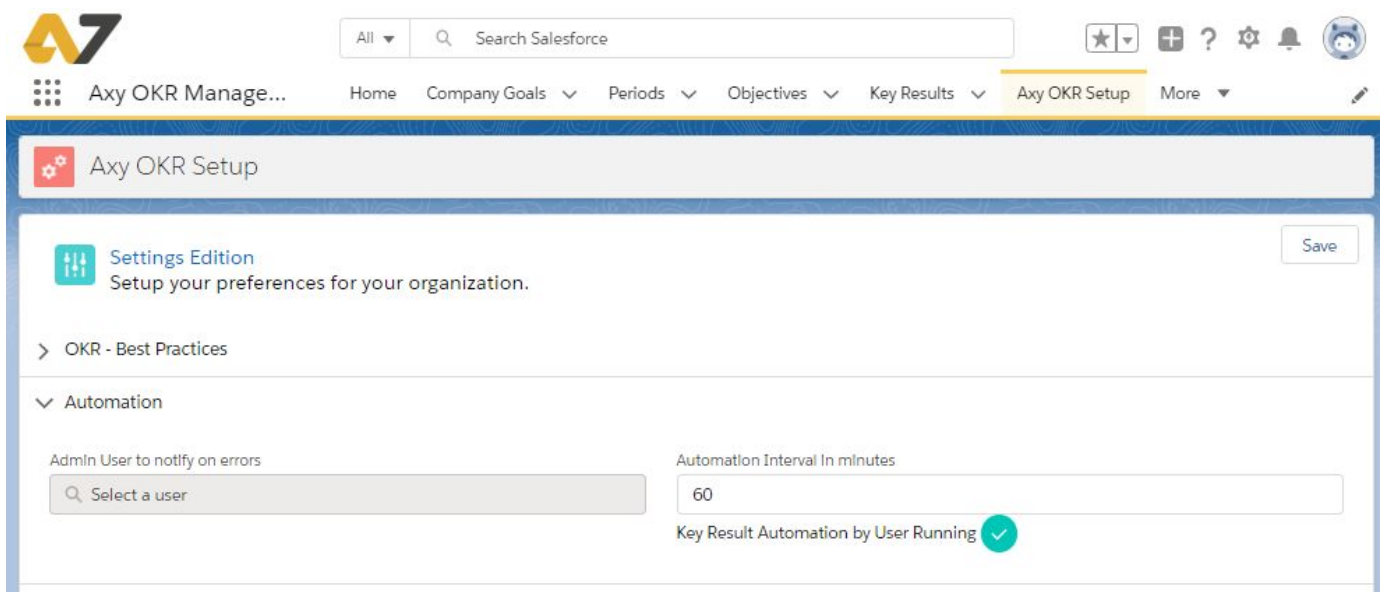 A7
All
Search Salesforce
Axy OKR Manage...
Home
Company Goals
Periods
Objectives
Key Results
Axy OKR Setup
More
Axy OKR Setup
Settings Edition
Setup your preferences for your organization.
Save
OKR - Best Practices
Automation
Admin User to notify on errors
Select a user
Automation Interval in minutes
60
Key Result Automation by User Running